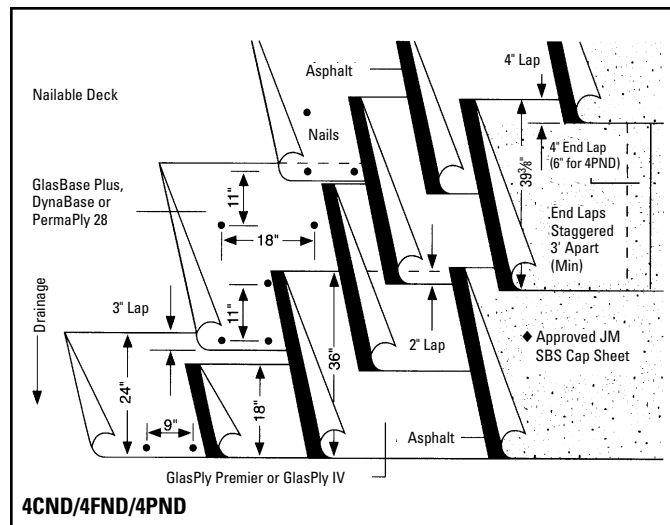 4" Lap
Asphalt
Nailable Deck
Nails
4" End Lap
(6" for 4PND)
39⅜"
GlasBase Plus,
DynaBase or
PermaPly 28
11"
18"
End Laps
Staggered
3' Apart
(Min)
Drainage
3" Lap
11"
36"
2" Lap
♦ Approved JM
SBS Cap Sheet
24"
18"
9"
Asphalt
GlasPly Premier or GlasPly IV
4CND/4FND/4PND